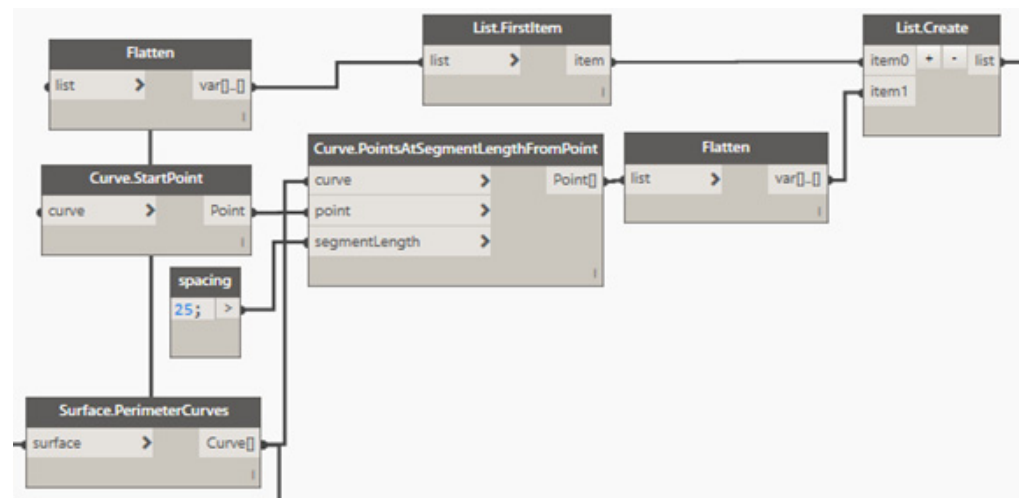 List.FirstItem
list > item
List.Create
item0 + - list
item1
Flatten
list > var[]..[]
Curve.PointsAtSegmentLengthFromPoint
curve > Point[]
point >
segmentLength >
Flatten
list > var[]..[]
Curve.StartPoint
curve > Point
spacing
25; >
Surface.PerimeterCurves
surface > Curve[]